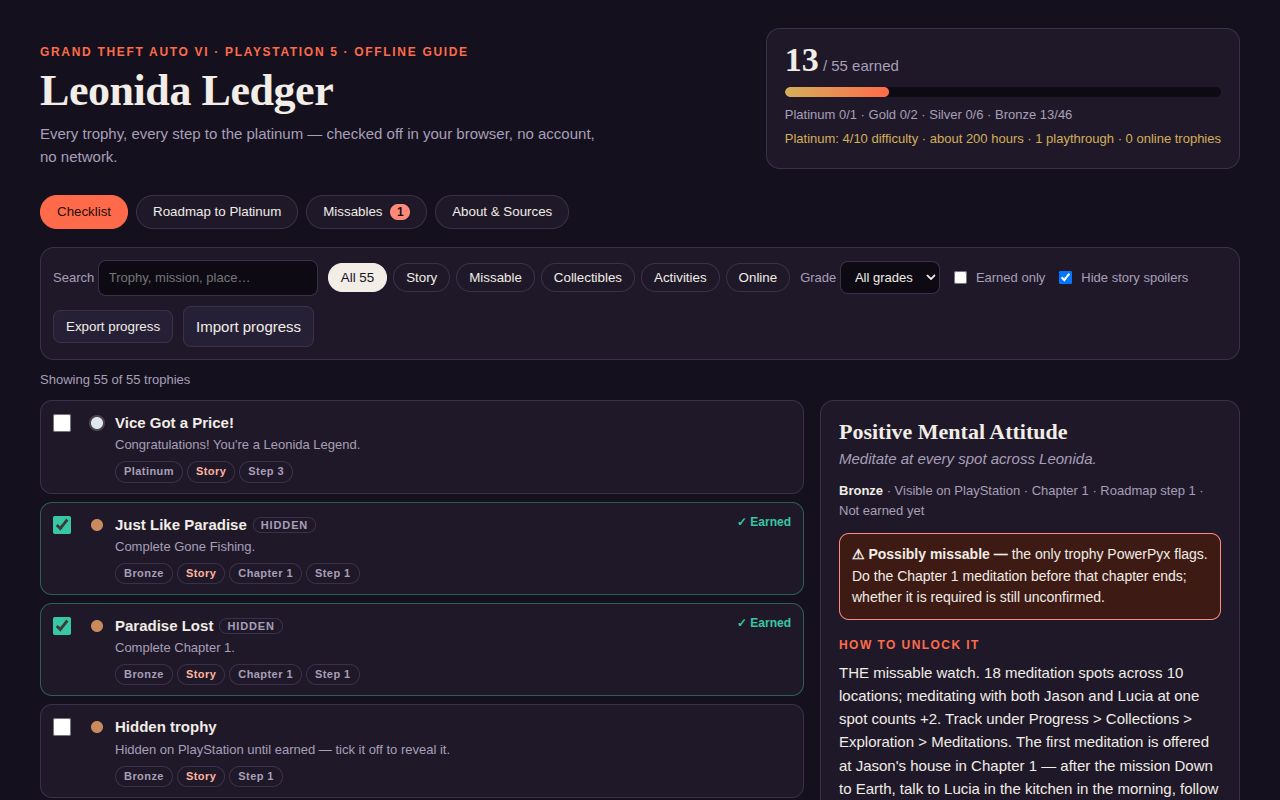 GRAND THEFT AUTO VI · PLAYSTATION 5 · OFFLINE GUIDE
Leonida Ledger
Every trophy, every step to the platinum — checked off in your browser, no account,
no network.
13 / 55 earned
Platinum 0/1 · Gold 0/2 · Silver 0/6 · Bronze 13/46
Platinum: 4/10 difficulty · about 200 hours · 1 playthrough · 0 online trophies
Checklist
Roadmap to Platinum
Missables 1
About & Sources
Search Trophy, mission, place… All 55 Story Missable Collectibles Activities Online Grade All grades Earned only Hide story spoilers
Export progress Import progress
Showing 55 of 55 trophies
Vice Got a Price!
Congratulations! You're a Leonida Legend.
Platinum Story Step 3
Just Like Paradise HIDDEN ✓ Earned
Complete Gone Fishing.
Bronze Story Chapter 1 Step 1
Paradise Lost HIDDEN ✓ Earned
Complete Chapter 1.
Bronze Story Chapter 1 Step 1
Hidden trophy
Hidden on PlayStation until earned — tick it off to reveal it.
Bronze Story Step 1
Positive Mental Attitude
Meditate at every spot across Leonida.
Bronze · Visible on PlayStation · Chapter 1 · Roadmap step 1 ·
Not earned yet
⚠ Possibly missable — the only trophy PowerPyx flags.
Do the Chapter 1 meditation before that chapter ends;
whether it is required is still unconfirmed.
HOW TO UNLOCK IT
THE missable watch. 18 meditation spots across 10
locations; meditating with both Jason and Lucia at one
spot counts +2. Track under Progress > Collections >
Exploration > Meditations. The first meditation is offered
at Jason's house in Chapter 1 — after the mission Down
to Earth, talk to Lucia in the kitchen in the morning, follow